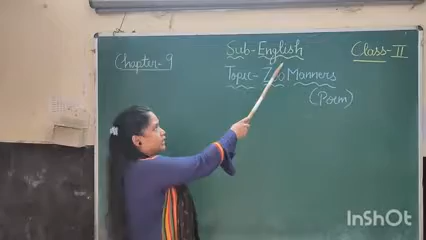 Chapter-9
Sub-English
Class-II
Topic-Zoo Manners
(Poem)
InShot